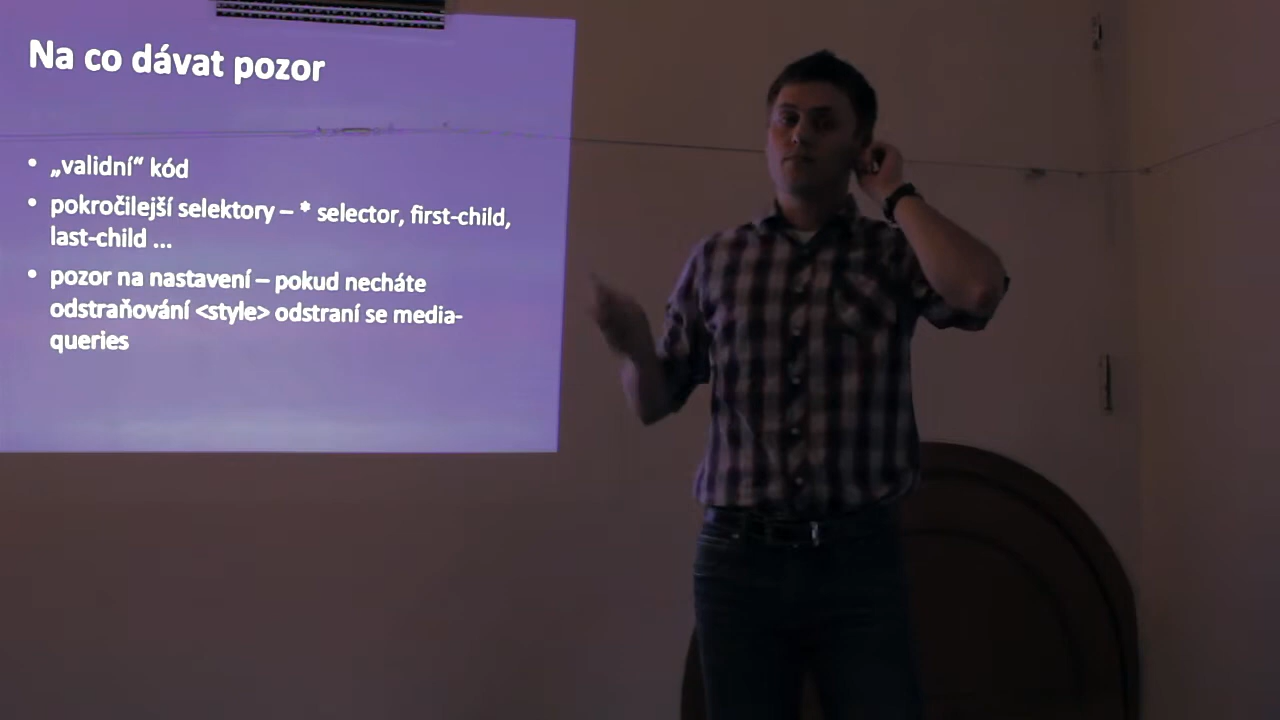 Na co dávat pozor
• „validní“ kód
• pokročilejší selektory – * selector, first-child,
last-child ...
• pozor na nastavení – pokud necháte
odstraňování <style> odstraní se media-
queries